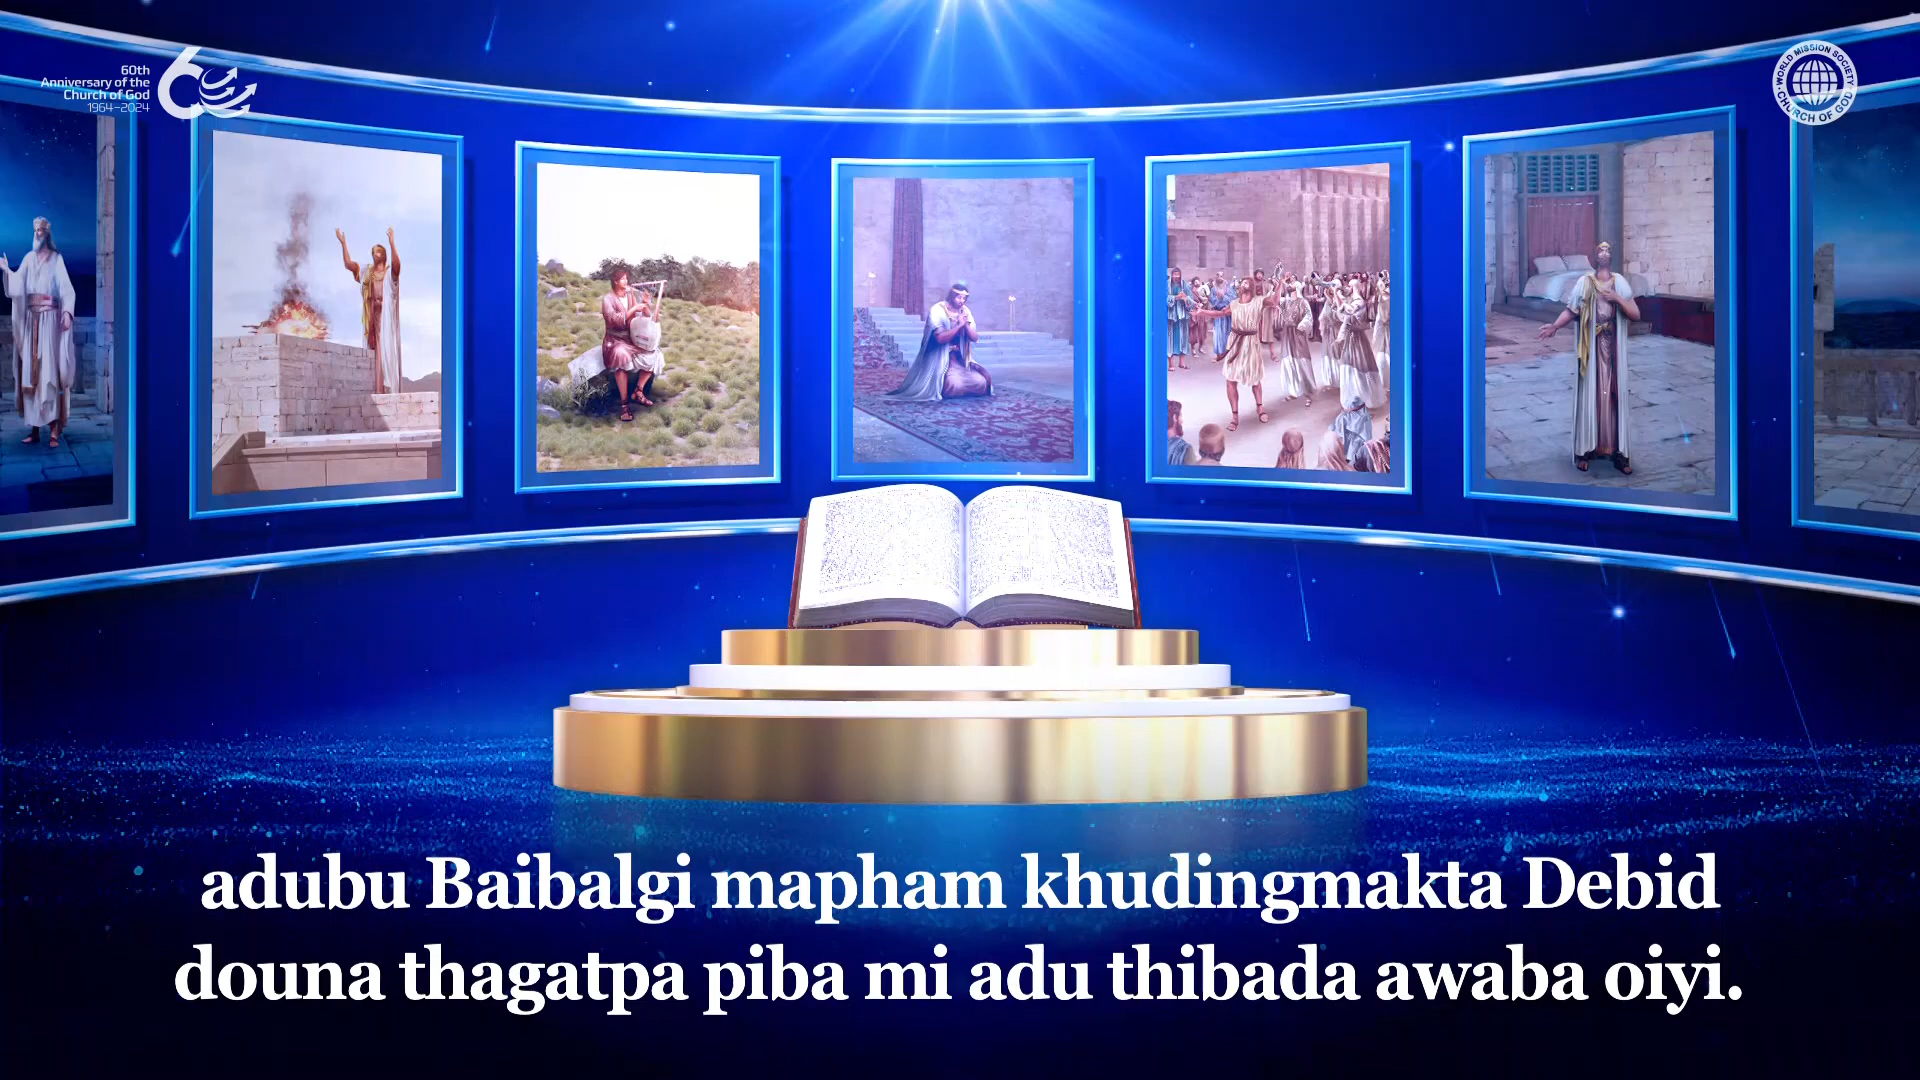 60th
Anniversary of the
Church of God
1964–2024
WORLD MISSION SOCIETY
CHURCH OF GOD
adubu Baibalgi mapham khudingmakta Debid
douna thagatpa piba mi adu thibada awaba oiyi.